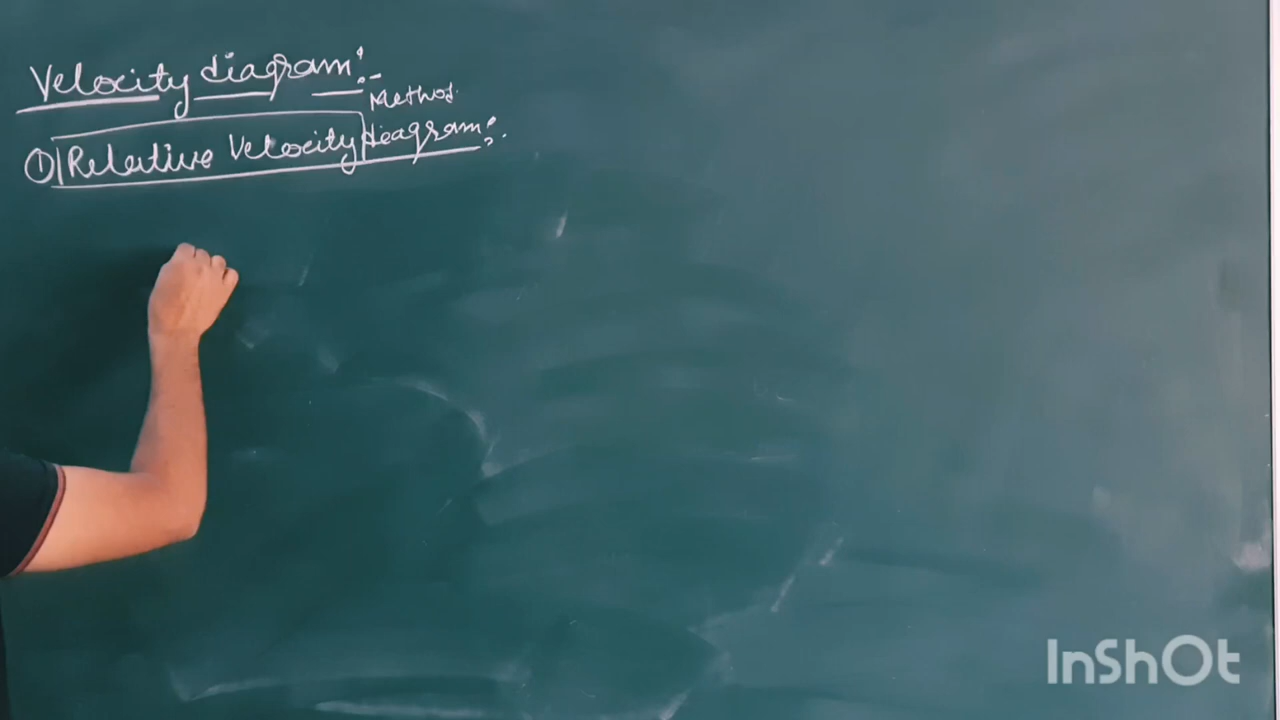 Velocity diagram:-
Method.
① Relative Velocity diagram:.
InShOt